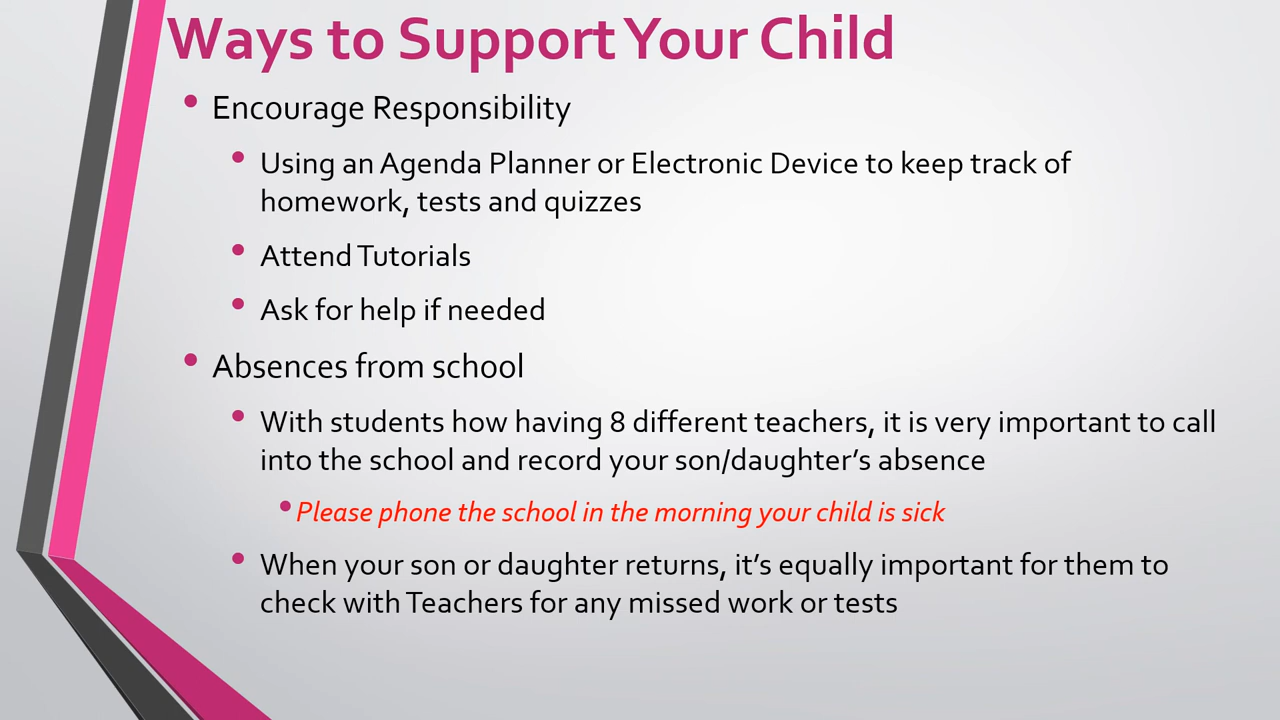 Ways to Support Your Child
• Encourage Responsibility
• Using an Agenda Planner or Electronic Device to keep track of
homework, tests and quizzes
• Attend Tutorials
• Ask for help if needed
• Absences from school
• With students how having 8 different teachers, it is very important to call
into the school and record your son/daughter’s absence
• Please phone the school in the morning your child is sick
• When your son or daughter returns, it’s equally important for them to
check with Teachers for any missed work or tests